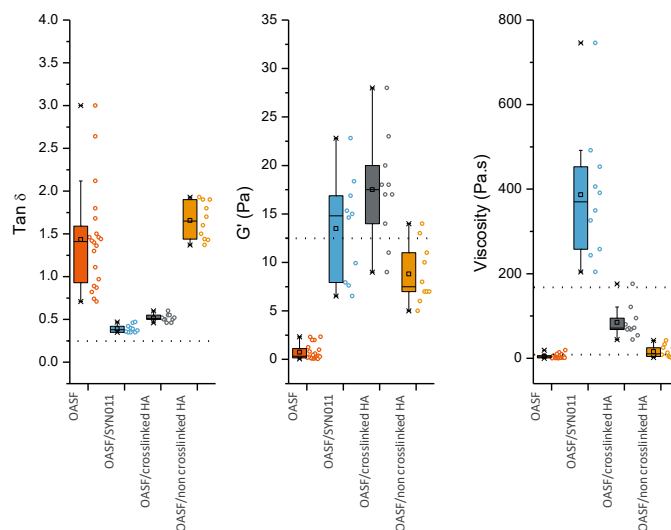 Tan δ
4.0
3.5
3.0
2.5
2.0
1.5
1.0
0.5
0.0
OASF
OASF/SYN011
OASF/crosslinked HA
OASF/non crosslinked HA
G' (Pa)
35
30
25
20
15
10
5
0
OASF
OASF/SYN011
OASF/crosslinked HA
OASF/non crosslinked HA
Viscosity (Pa.s)
800
600
400
200
0
OASF
OASF/SYN011
OASF/crosslinked HA
OASF/non crosslinked HA